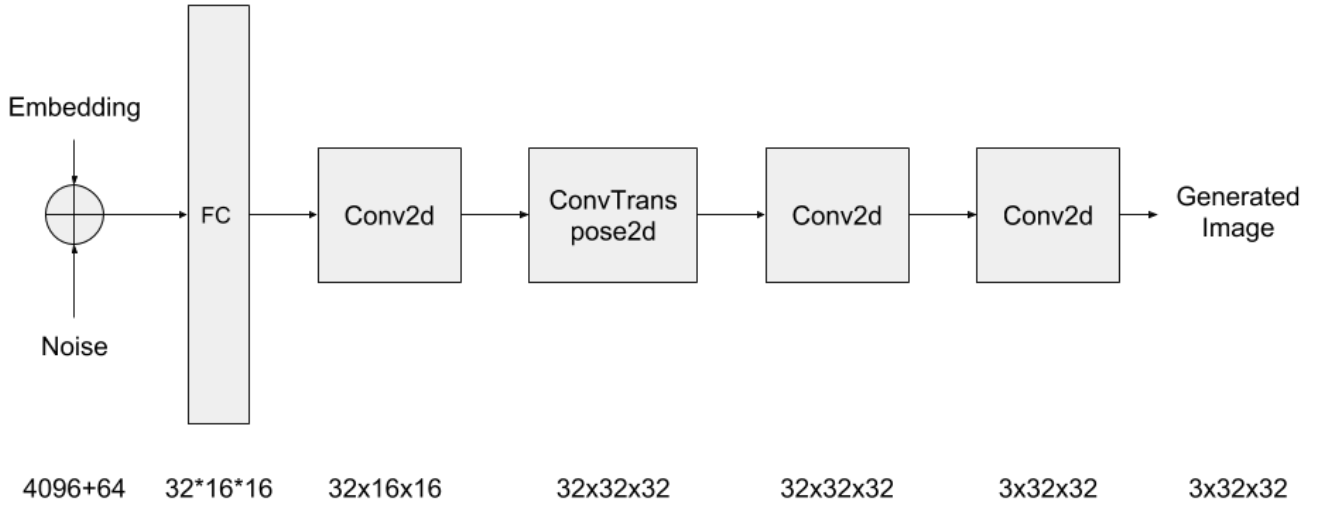 Embedding
Noise
FC
Conv2d
ConvTrans
pose2d
Conv2d
Conv2d
Generated
Image
4096+64
32*16*16
32x16x16
32x32x32
32x32x32
3x32x32
3x32x32